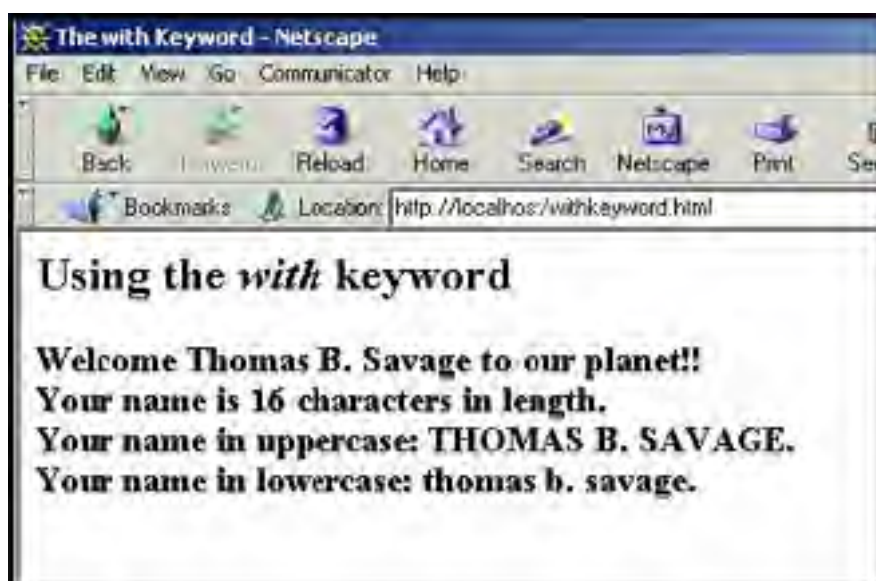 The with Keyword - Netscape
File Edit View Go Communicator Help
Back Reload Home Search Netscape Print
Bookmarks Location: http://localhost/withkeyword.html
Using the with keyword
Welcome Thomas B. Savage to our planet!!
Your name is 16 characters in length.
Your name in uppercase: THOMAS B. SAVAGE.
Your name in lowercase: thomas b. savage.